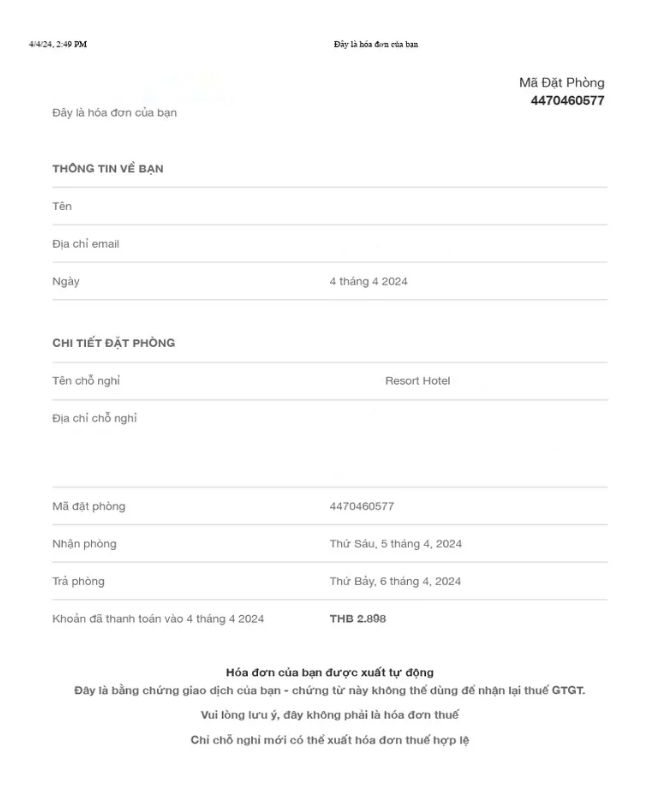 4/4/24, 2:49 PM Đây là hóa đơn của bạn
Mã Đặt Phòng
4470460577
Đây là hóa đơn của bạn
THÔNG TIN VỀ BẠN
Tên
Địa chỉ email
Ngày 4 tháng 4 2024
CHI TIẾT ĐẶT PHÒNG
Tên chỗ nghỉ Resort Hotel
Địa chỉ chỗ nghỉ
Mã đặt phòng 4470460577
Nhận phòng Thứ Sáu, 5 tháng 4, 2024
Trả phòng Thứ Bảy, 6 tháng 4, 2024
Khoản đã thanh toán vào 4 tháng 4 2024 THB 2.898
Hóa đơn của bạn được xuất tự động
Đây là bằng chứng giao dịch của bạn - chứng từ này không thể dùng để nhận lại thuế GTGT.
Vui lòng lưu ý, đây không phải là hóa đơn thuế
Chỉ chỗ nghỉ mới có thể xuất hóa đơn thuế hợp lệ